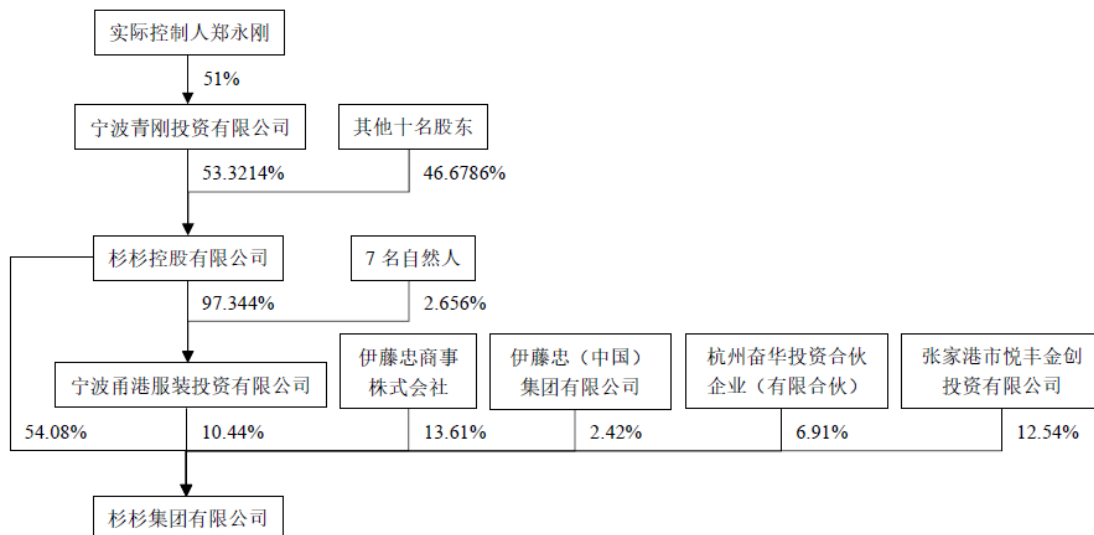 实际控制人郑永刚
51%
宁波青刚投资有限公司
其他十名股东
53.3214%
46.6786%
杉杉控股有限公司
7 名自然人
97.344%
2.656%
宁波甬港服装投资有限公司
伊藤忠商事
株式会社
伊藤忠（中国）
集团有限公司
杭州奋华投资合伙
企业（有限合伙）
张家港市悦丰金创
投资有限公司
54.08%
10.44%
13.61%
2.42%
6.91%
12.54%
杉杉集团有限公司